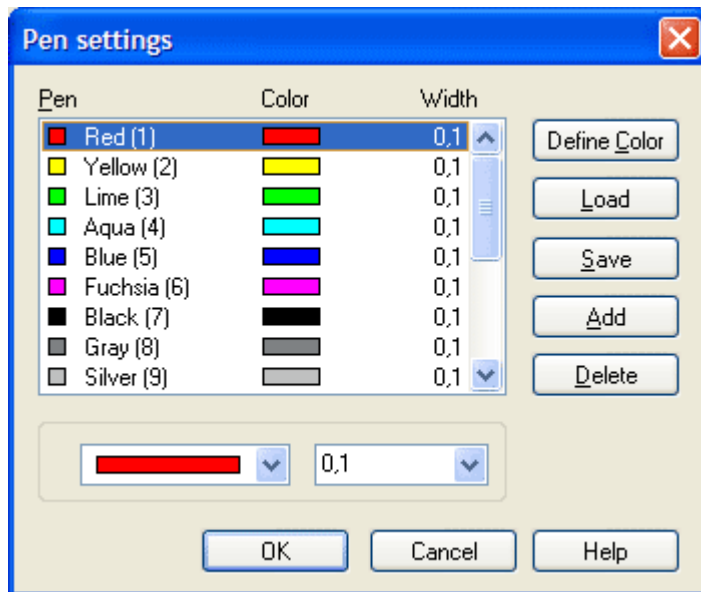 Pen settings
Pen Color Width
Red (1) 0,1
Yellow (2) 0,1
Lime (3) 0,1
Aqua (4) 0,1
Blue (5) 0,1
Fuchsia (6) 0,1
Black (7) 0,1
Gray (8) 0,1
Silver (9) 0,1
Define Color
Load
Save
Add
Delete
0,1
OK Cancel Help